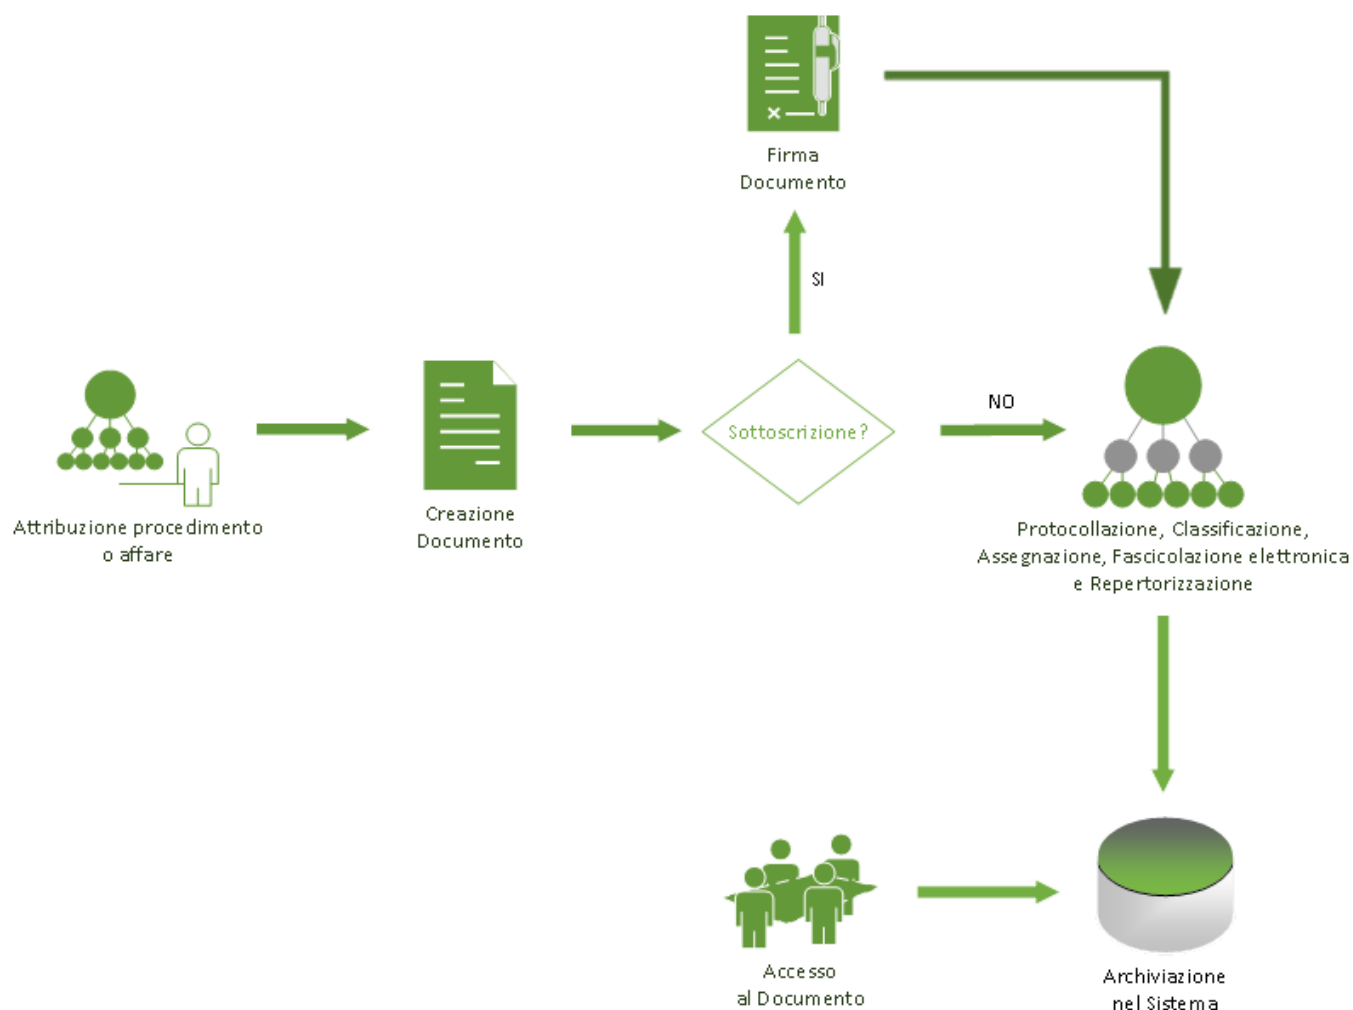 Firma
Documento
SI
Sottoscrizione?
NO
Attribuzione procedimento
o affare
Creazione
Documento
Protocollazione, Classificazione,
Assegnazione, Fascicolazione elettronica
e Repertorizzazione
Accesso
al Documento
Archiviazione
nel Sistema